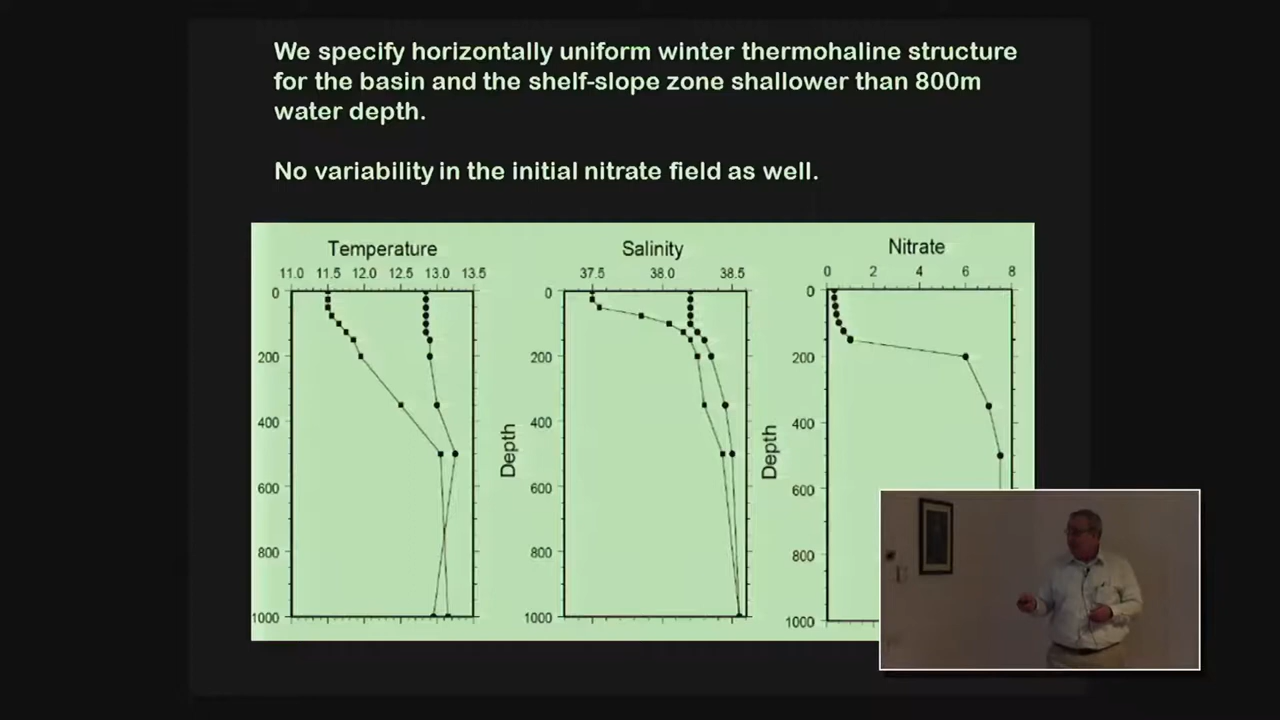 We specify horizontally uniform winter thermohaline structure
for the basin and the shelf-slope zone shallower than 800m
water depth.
No variability in the initial nitrate field as well.
Temperature
11.0 11.5 12.0 12.5 13.0 13.5
0
200
400
600
800
1000
Salinity
37.5 38.0 38.5
Depth
0
200
400
600
800
1000
Nitrate
0 2 4 6 8
Depth
0
200
400
600
800
1000